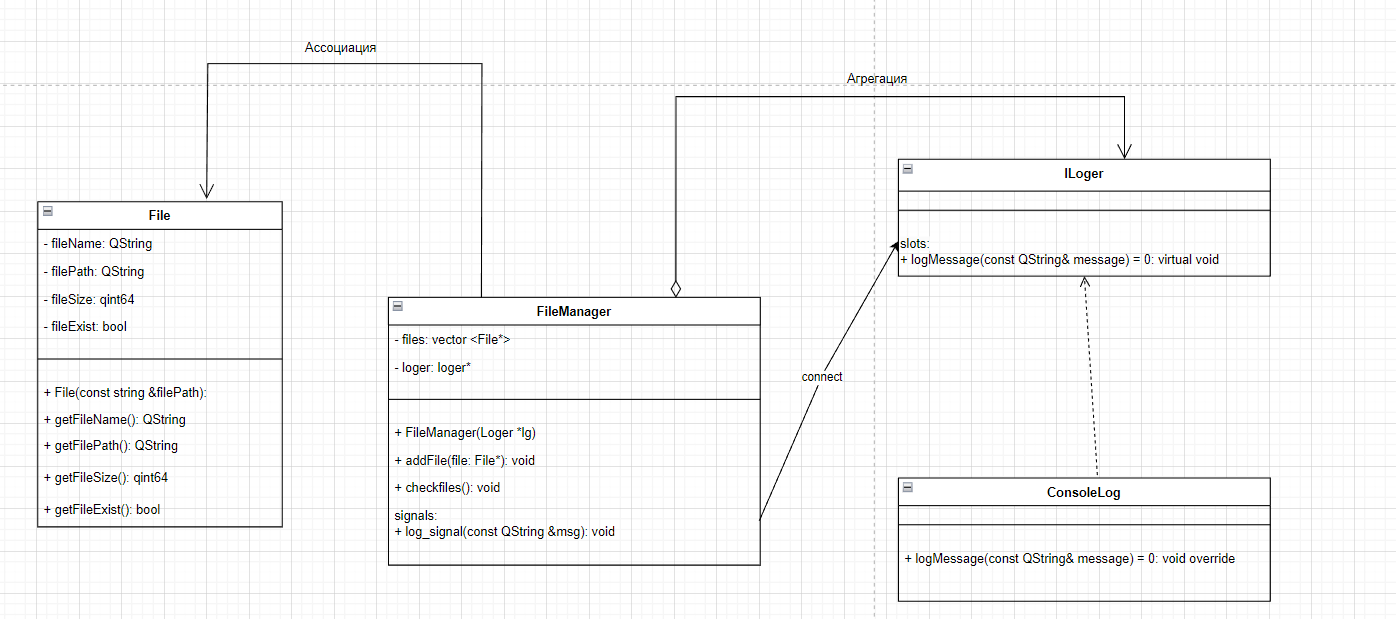 Ассоциация
Агрегация
File
- fileName: QString
- filePath: QString
- fileSize: qint64
- fileExist: bool
+ File(const string &filePath):
+ getFileName(): QString
+ getFilePath(): QString
+ getFileSize(): qint64
+ getFileExist(): bool
FileManager
- files: vector <File*>
- loger: loger*
+ FileManager(Loger *lg)
+ addFile(file: File*): void
+ checkfiles(): void
signals:
+ log_signal(const QString &msg): void
connect
ILoger
slots:
+ logMessage(const QString& message) = 0: virtual void
ConsoleLog
+ logMessage(const QString& message) = 0: void override